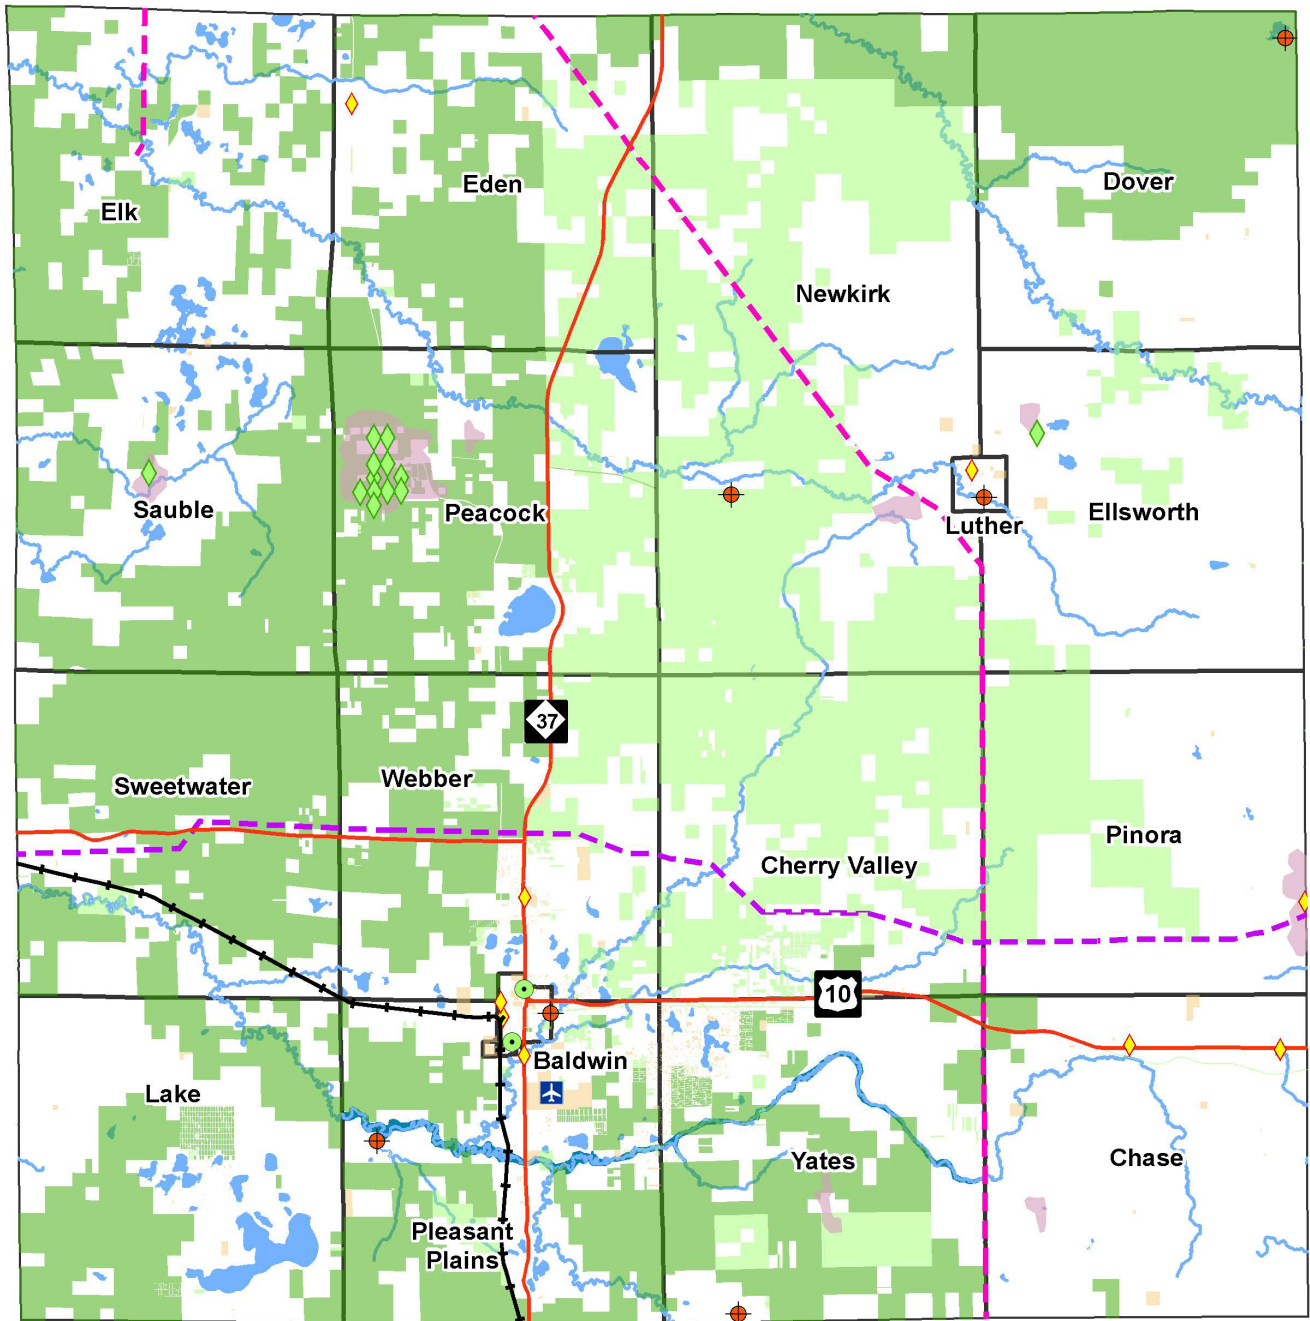 Eden
Dover
Elk
Newkirk
Sauble
Peacock
Luther
Ellsworth
37
Sweetwater
Webber
Cherry Valley
Pinora
10
Baldwin
Lake
Yates
Chase
Pleasant
Plains